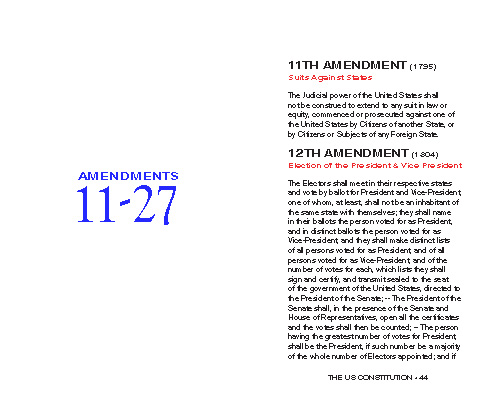 AMENDMENTS
11-27
11TH AMENDMENT (1795)
Suits Against States
The Judicial power of the United States shall
not be construed to extend to any suit in law or
equity, commenced or prosecuted against one of
the United States by Citizens of another State, or
by Citizens or Subjects of any Foreign State.
12TH AMENDMENT (1804)
Election of the President & Vice President
The Electors shall meet in their respective states
and vote by ballot for President and Vice-President,
one of whom, at least, shall not be an inhabitant of
the same state with themselves; they shall name
in their ballots the person voted for as President,
and in distinct ballots the person voted for as
Vice-President, and they shall make distinct lists
of all persons voted for as President, and of all
persons voted for as Vice-President, and of the
number of votes for each, which lists they shall
sign and certify, and transmit sealed to the seat
of the government of the United States, directed to
the President of the Senate; -- The President of the
Senate shall, in the presence of the Senate and
House of Representatives, open all the certificates
and the votes shall then be counted; -- The person
having the greatest number of votes for President,
shall be the President, if such number be a majority
of the whole number of Electors appointed; and if
THE US CONSTITUTION • 44